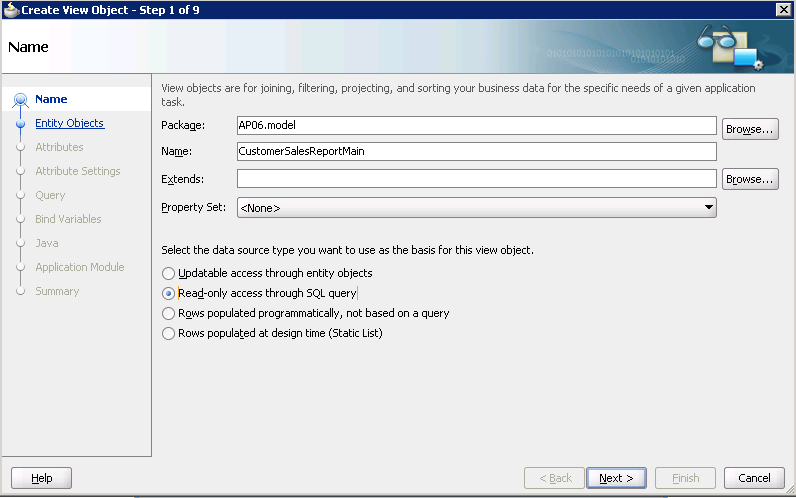 Create View Object - Step 1 of 9
Name
Name
Entity Objects
Attributes
Attribute Settings
Query
Bind Variables
Java
Application Module
Summary
View objects are for joining, filtering, projecting, and sorting your business data for the specific needs of a given application
task.
Package: AP06.model Browse...
Name: CustomerSalesReportMain
Extends: Browse...
Property Set: <None>
Select the data source type you want to use as the basis for this view object.
Updatable access through entity objects
Read-only access through SQL query
Rows populated programmatically, not based on a query
Rows populated at design time (Static List)
Help < Back Next > Finish Cancel